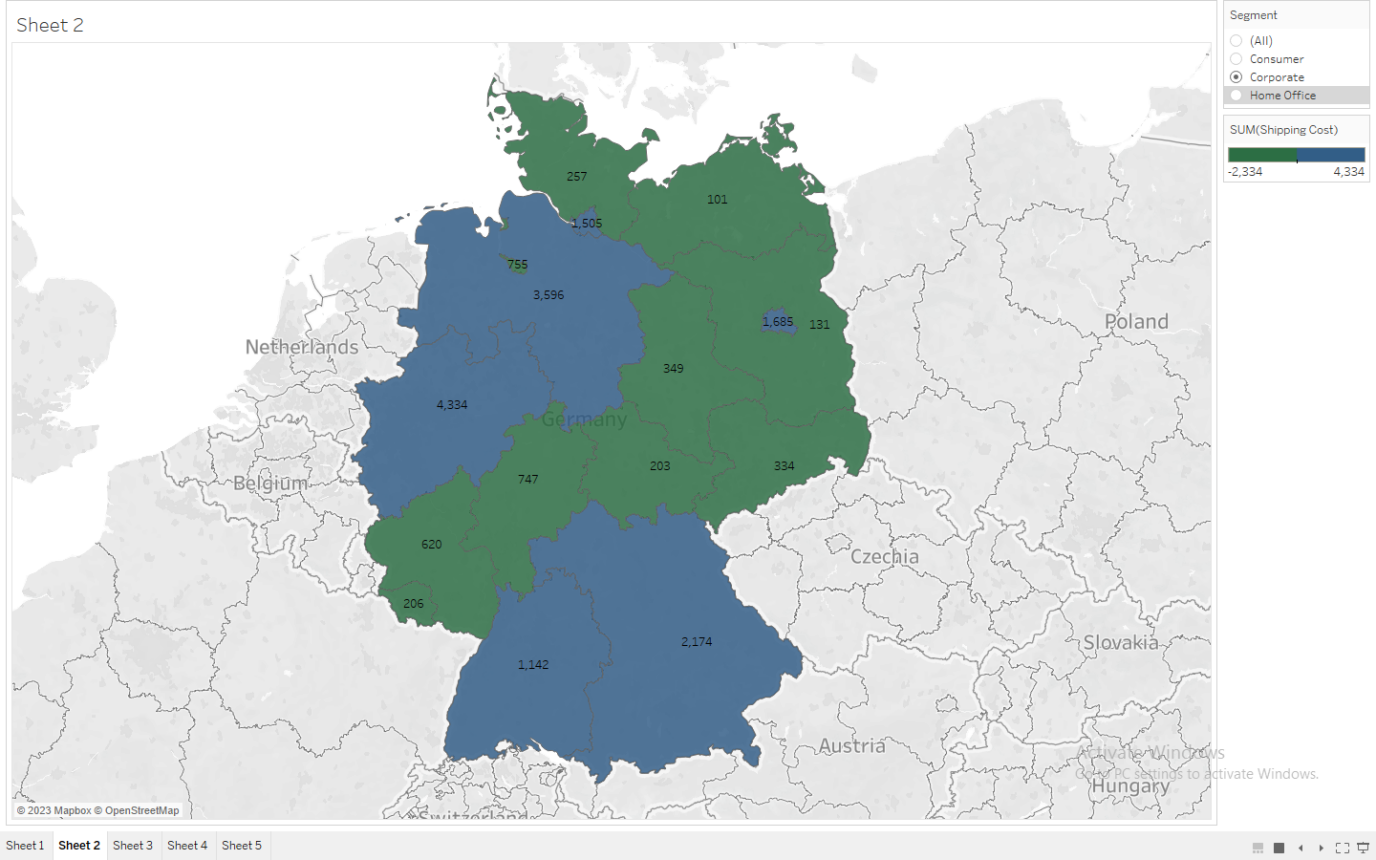 Sheet 2
Segment
(All)
Consumer
Corporate
Home Office
SUM(Shipping Cost)
-2,334 4,334
257
101
1,505
755
3,596
1,685
131
Poland
Netherlands
349
4,334
Germany
203
334
747
Belgium
620
Czechia
206
Slovakia
2,174
1,142
Austria
Activate Windows
Go to PC settings to activate Windows.
Hungary
© 2023 Mapbox © OpenStreetMap
Switzerland
Sheet 1 Sheet 2 Sheet 3 Sheet 4 Sheet 5